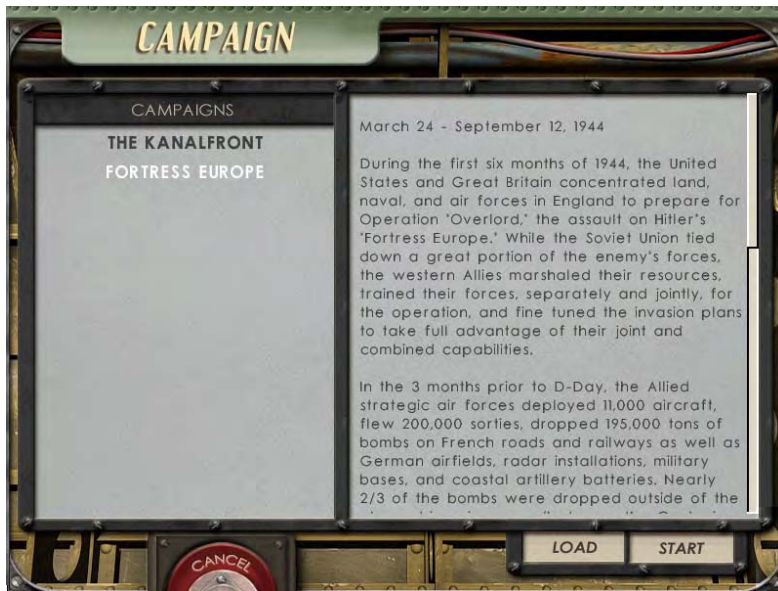 CAMPAIGN
CAMPAIGNS
THE KANALFRONT
FORTRESS EUROPE
March 24 - September 12, 1944
During the first six months of 1944, the United
States and Great Britain concentrated land,
naval, and air forces in England to prepare for
Operation "Overlord," the assault on Hitler's
"Fortress Europe." While the Soviet Union tied
down a great portion of the enemy's forces,
the western Allies marshaled their resources,
trained their forces, separately and jointly, for
the operation, and fine tuned the invasion plans
to take full advantage of their joint and
combined capabilities.
In the 3 months prior to D-Day, the Allied
strategic air forces deployed 11,000 aircraft,
flew 200,000 sorties, dropped 195,000 tons of
bombs on French roads and railways as well as
German airfields, radar installations, military
bases, and coastal artillery batteries. Nearly
2/3 of the bombs were dropped outside of the
CANCEL
LOAD
START